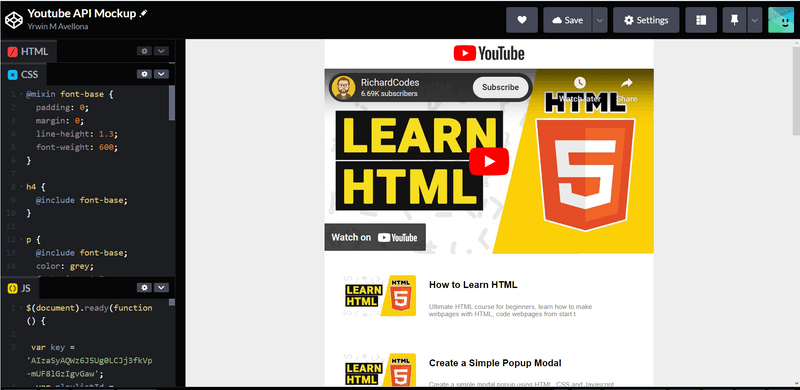 Youtube API Mockup
Yrwin M Avellona
Save
Settings
HTML
CSS
1 @mixin font-base {
2 padding: 0;
3 margin: 0;
4 line-height: 1.3;
5 font-weight: 600;
6 }
7
8 h4 {
9 @include font-base;
10 }
11
12 p {
13 @include font-base;
14 color: grey;
JS
1 $(document).ready(function
() {
2
3 var key =
YouTube
RichardCodes
6.69K subscribers
Subscribe
Watch later
Share
LEARN
HTML
HTML
5
Watch on YouTube
LEARN
HTML
HTML
5
How to Learn HTML
Ultimate HTML course for beginners, learn how to make
webpages with HTML, code webpages from start t
LEARN
HTML
5
Create a Simple Popup Modal
Create a simple modal popup using HTML, CSS and Javascript